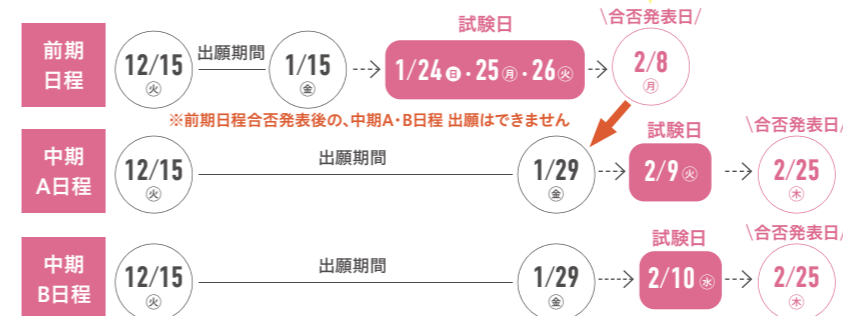 前期
日程
12/15
火
出願期間
1/15
金
試験日
1/24日・25月・26火
\合否発表日/
2/8
月
※前期日程合否発表後の、中期A・B日程 出願はできません
中期
A日程
12/15
火
出願期間
1/29
金
試験日
2/9火
\合否発表日/
2/25
木
中期
B日程
12/15
火
出願期間
1/29
金
試験日
2/10水
\合否発表日/
2/25
木